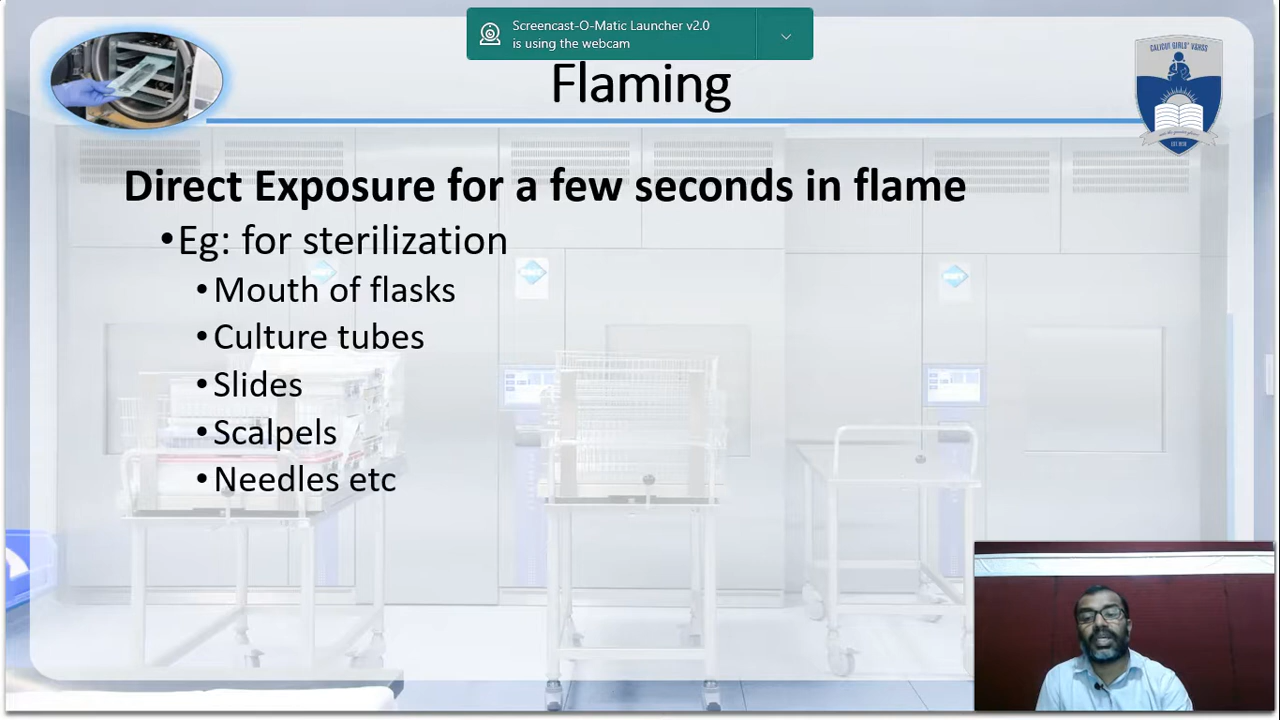 Screencast-O-Matic Launcher v2.0
is using the webcam
Flaming
CALICUT GIRLS' V&HSS
Direct Exposure for a few seconds in flame
•Eg: for sterilization
•Mouth of flasks
•Culture tubes
•Slides
•Scalpels
•Needles etc